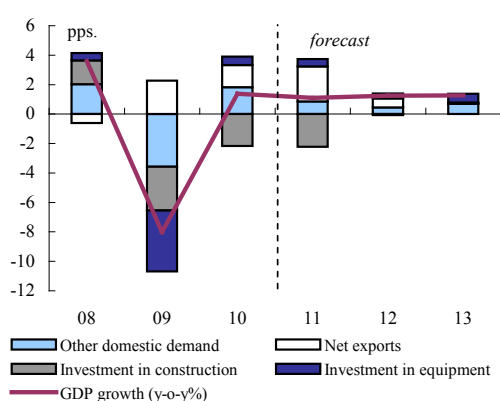 pps.
forecast
6
4
2
0
-2
-4
-6
-8
-10
-12
08 09 10 11 12 13
Other domestic demand Net exports
Investment in construction Investment in equipment
GDP growth (y-o-y%)